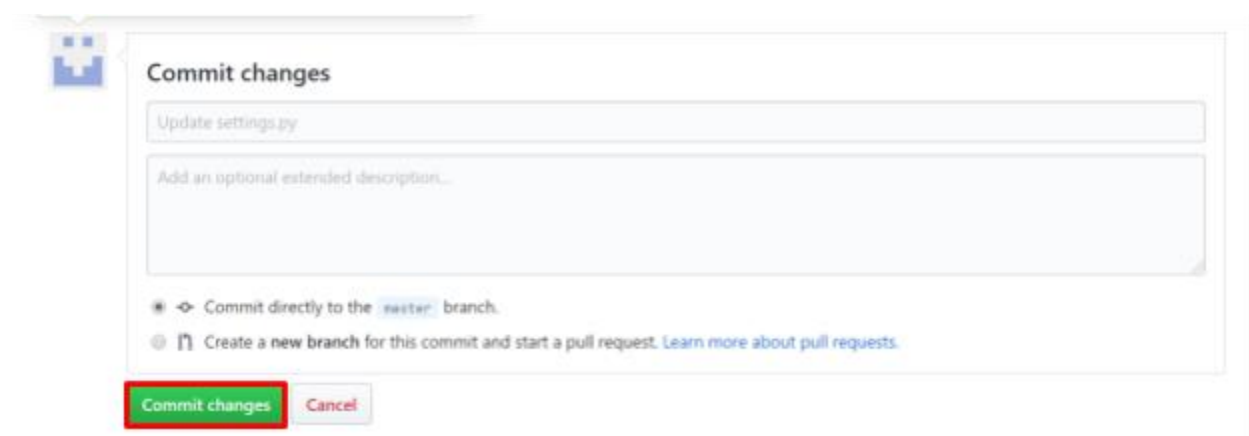 Commit changes
Update settings.py
Add an optional extended description...
Commit directly to the master branch.
Create a new branch for this commit and start a pull request. Learn more about pull requests.
Commit changes Cancel